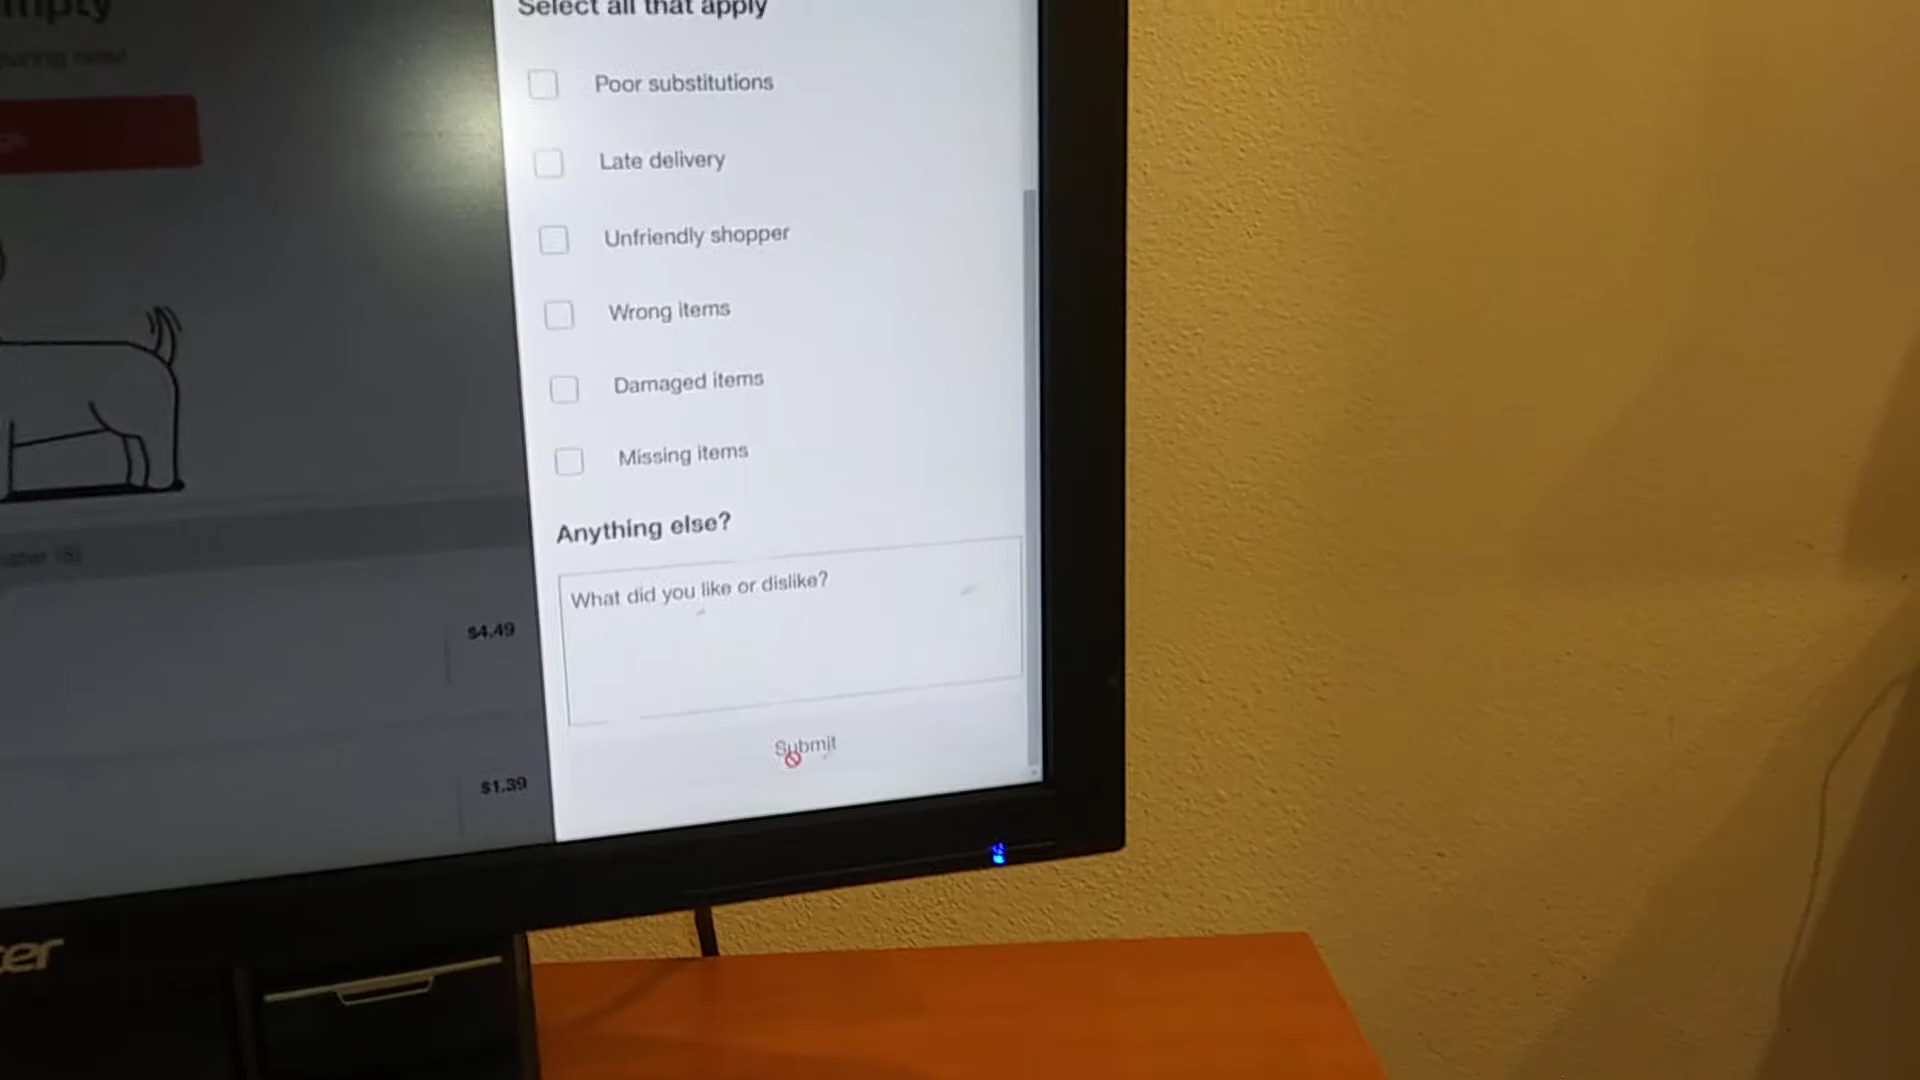 Select all that apply
Poor substitutions
Late delivery
Unfriendly shopper
Wrong items
Damaged items
Missing items
Anything else?
What did you like or dislike?
$4.49
Submit
$1.39